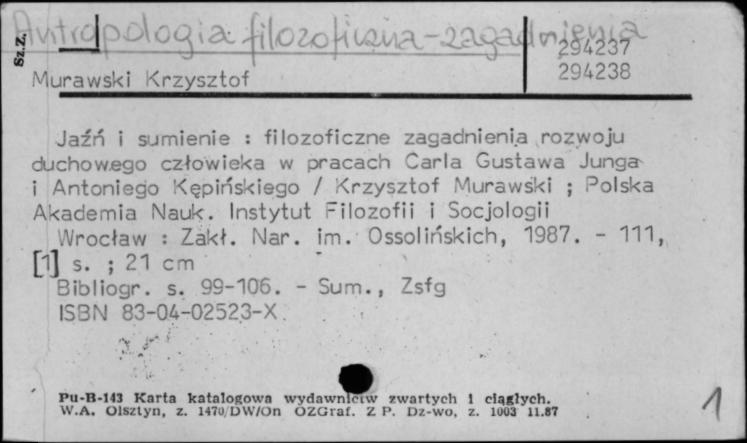 Antropologia filozoficzna-zagadnienia
Sz.Z.
294237
Murawski Krzysztof
294238
Jaźń i sumienie : filozoficzne zagadnienia rozwoju
duchowego człowieka w pracach Carla Gustawa Junga
i Antoniego Kępińskiego / Krzysztof Murawski ; Polska
Akademia Nauk. Instytut Filozofii i Socjologii
Wrocław : Zakł. Nar. im. Ossolińskich, 1987. - 111,
[1] s. ; 21 cm
Bibliogr. s. 99-106. - Sum., Zsfg
ISBN 83-04-02523-X
Pu-B-143 Karta katalogowa wydawnictw zwartych i ciągłych.
W.A. Olsztyn, z. 1470/DW/On OZGraf. Z P. Dz-wo, z. 1003 11.87
1